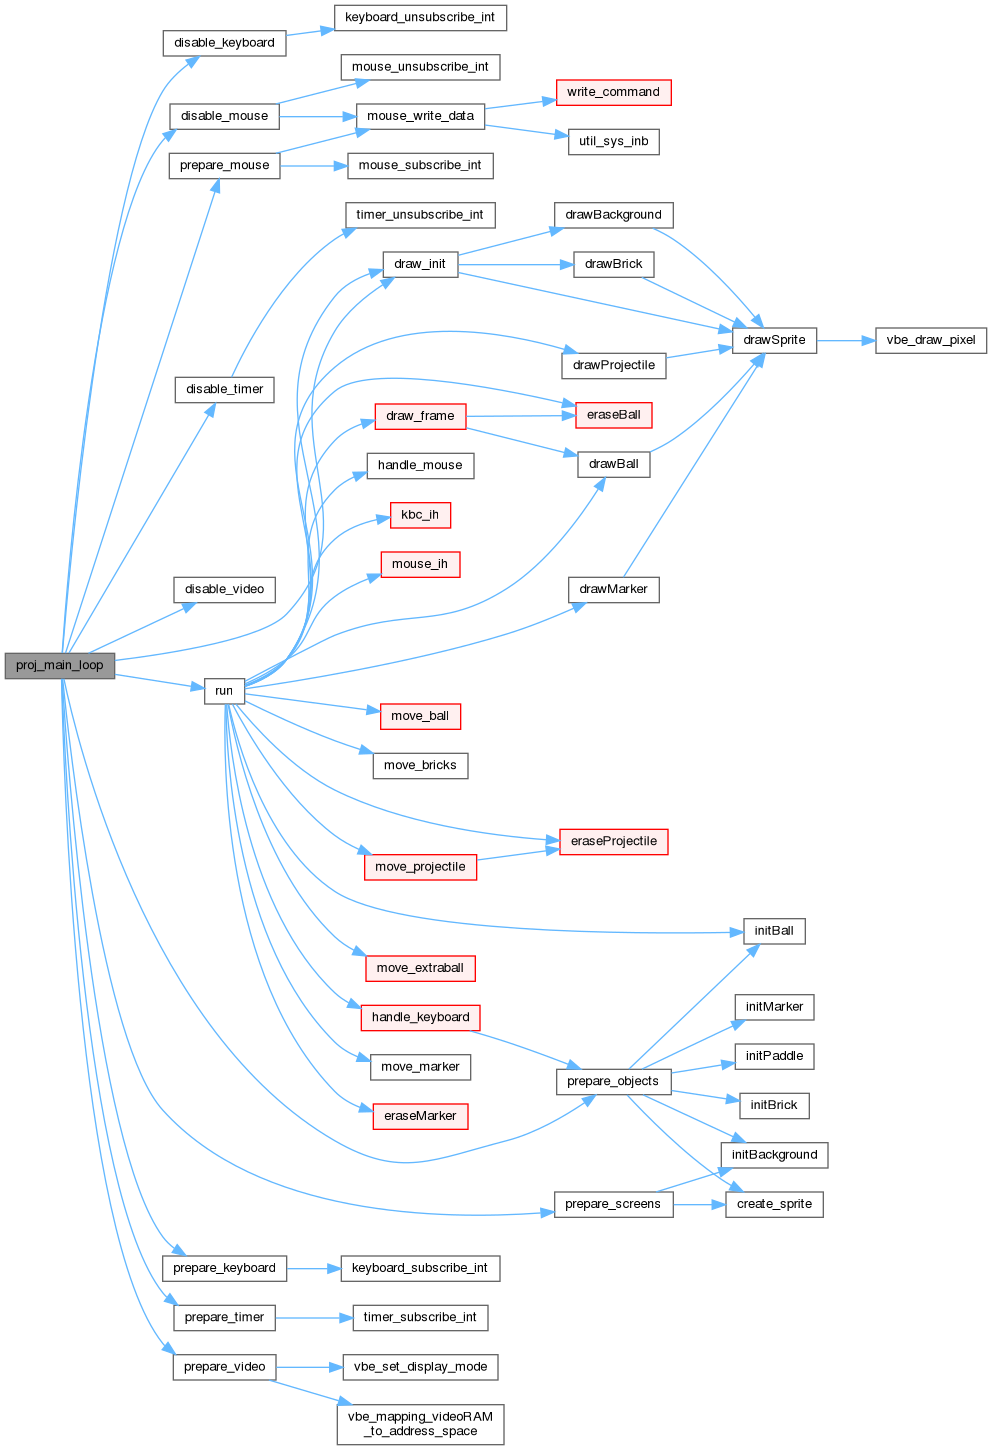 keyboard_unsubscribe_int
disable_keyboard
mouse_unsubscribe_int
write_command
disable_mouse
mouse_write_data
util_sys_inb
prepare_mouse
mouse_subscribe_int
timer_unsubscribe_int
drawBackground
draw_init
drawBrick
drawSprite
vbe_draw_pixel
drawProjectile
disable_timer
draw_frame
eraseBall
handle_mouse
drawBall
kbc_ih
mouse_ih
disable_video
drawMarker
proj_main_loop
run
move_ball
move_bricks
eraseProjectile
move_projectile
initBall
move_extraball
initMarker
handle_keyboard
initPaddle
move_marker
prepare_objects
initBrick
eraseMarker
initBackground
prepare_screens
create_sprite
prepare_keyboard
keyboard_subscribe_int
prepare_timer
timer_subscribe_int
prepare_video
vbe_set_display_mode
vbe_mapping_videoRAM
_to_address_space